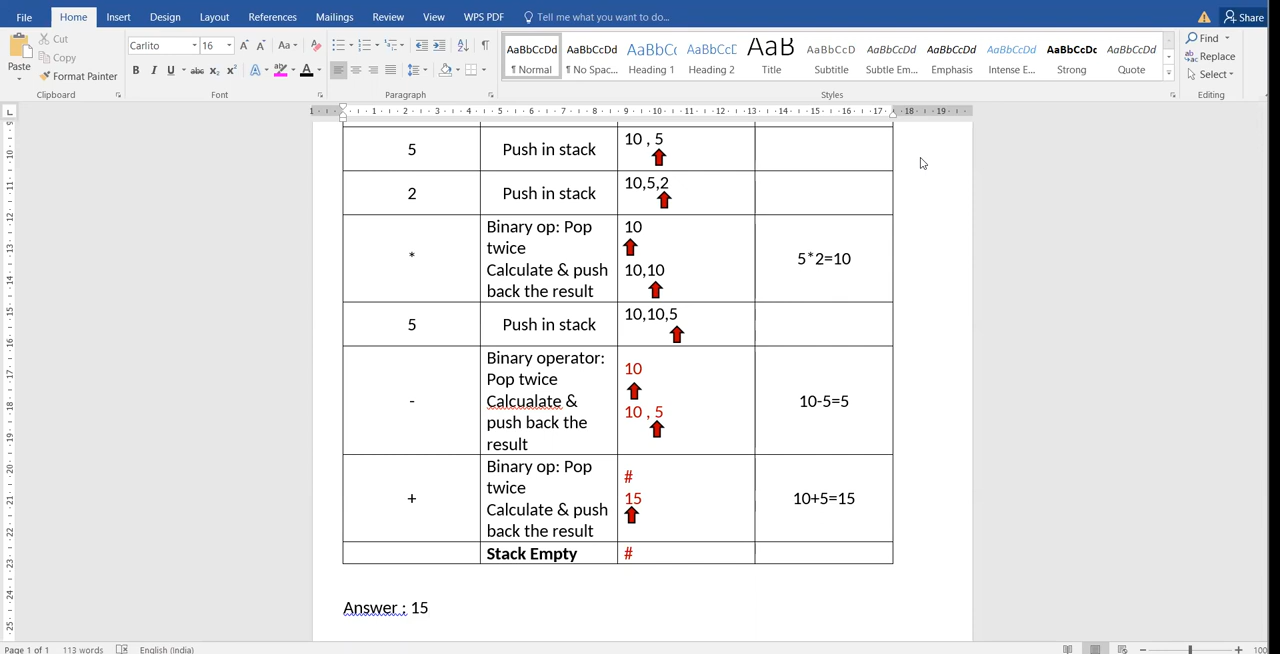 File Home Insert Design Layout References Mailings Review View WPS PDF Tell me what you want to do... Share
Paste
Cut
Copy
Format Painter
Clipboard
Carlito 16
Font
Paragraph
AaBbCcDd AaBbCcDd AaBbCc AaBbCcD AaB AaBbCcD AaBbCcDd AaBbCcDd AaBbCcDd AaBbCcDc AaBbCcDd
¶ Normal ¶ No Spac... Heading 1 Heading 2 Title Subtitle Subtle Em... Emphasis Intense E... Strong Quote
Styles
Find
Replace
Select
Editing
5 Push in stack 10 , 5
2 Push in stack 10,5,2
*
Binary op: Pop
twice
Calculate & push
back the result
10
10,10
5*2=10
5 Push in stack 10,10,5
-
Binary operator:
Pop twice
Calcualate &
push back the
result
10
10 , 5
10-5=5
+
Binary op: Pop
twice
Calculate & push
back the result
#
15
10+5=15
Stack Empty #
Answer : 15
Page 1 of 1 113 words English (India) 100